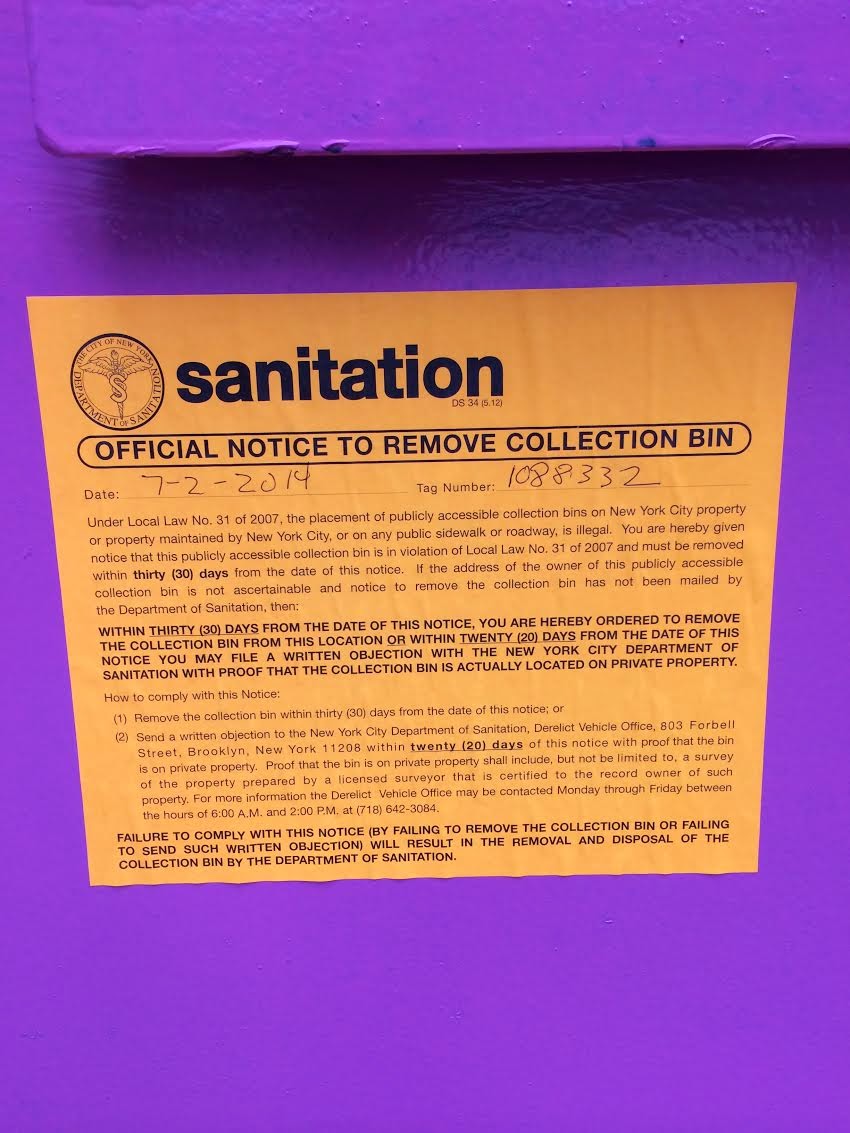 THE CITY OF NEW YORK
DEPARTMENT OF SANITATION
sanitation
DS 34 (5.12)
OFFICIAL NOTICE TO REMOVE COLLECTION BIN
Date: 7-2-2014 Tag Number: 1088332
Under Local Law No. 31 of 2007, the placement of publicly accessible collection bins on New York City property
or property maintained by New York City, or on any public sidewalk or roadway, is illegal. You are hereby given
notice that this publicly accessible collection bin is in violation of Local Law No. 31 of 2007 and must be removed
within thirty (30) days from the date of this notice. If the address of the owner of this publicly accessible
collection bin is not ascertainable and notice to remove the collection bin has not been mailed by
the Department of Sanitation, then:
WITHIN THIRTY (30) DAYS FROM THE DATE OF THIS NOTICE, YOU ARE HEREBY ORDERED TO REMOVE
THE COLLECTION BIN FROM THIS LOCATION OR WITHIN TWENTY (20) DAYS FROM THE DATE OF THIS
NOTICE YOU MAY FILE A WRITTEN OBJECTION WITH THE NEW YORK CITY DEPARTMENT OF
SANITATION WITH PROOF THAT THE COLLECTION BIN IS ACTUALLY LOCATED ON PRIVATE PROPERTY.
How to comply with this Notice:
(1) Remove the collection bin within thirty (30) days from the date of this notice; or
(2) Send a written objection to the New York City Department of Sanitation, Derelict Vehicle Office, 803 Forbell
Street, Brooklyn, New York 11208 within twenty (20) days of this notice with proof that the bin
is on private property. Proof that the bin is on private property shall include, but not be limited to, a survey
of the property prepared by a licensed surveyor that is certified to the record owner of such
property. For more information the Derelict Vehicle Office may be contacted Monday through Friday between
the hours of 6:00 A.M. and 2:00 P.M. at (718) 642-3084.
FAILURE TO COMPLY WITH THIS NOTICE (BY FAILING TO REMOVE THE COLLECTION BIN OR FAILING
TO SEND SUCH WRITTEN OBJECTION) WILL RESULT IN THE REMOVAL AND DISPOSAL OF THE
COLLECTION BIN BY THE DEPARTMENT OF SANITATION.